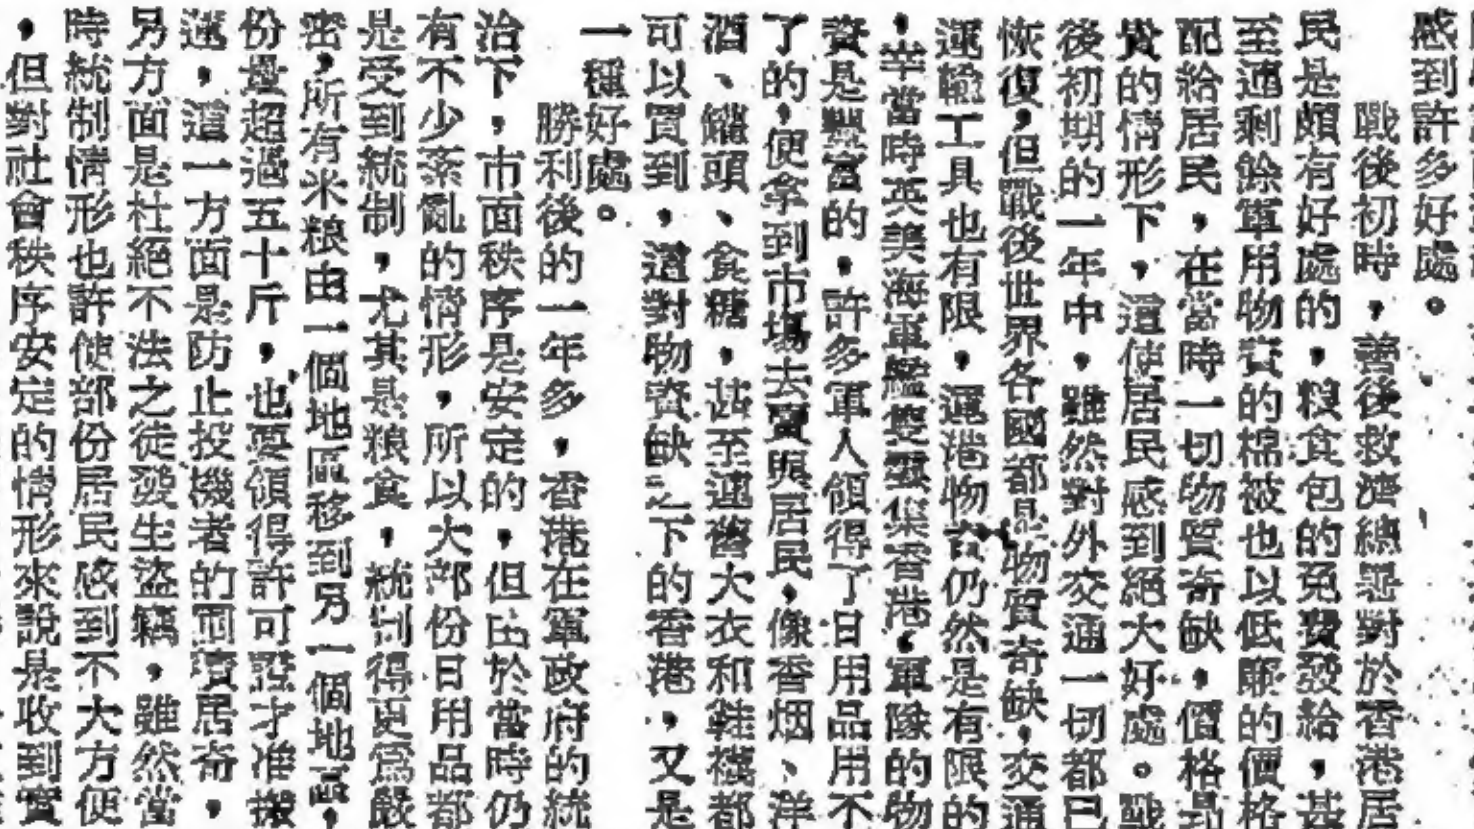 感到許多好處。
戰後初時，善後救濟總署對於香港居
民是頗有好處的，粮食包的免費發給，甚
至連剩餘軍用物資的棉被也以低廉的價格
配給居民，在當時一切物質奇缺，價格昂
貴的情形下，這使居民感到絕大好處。戰
後初期的一年中，雖然對外交通一切都已
恢復，但戰後世界各國都是物質奇缺，交通
運輸工具也有限，運港物資仍然是有限的
，幸當時英美海軍艦隻雲集香港，軍隊的物
資是豐富的，許多軍人領得了日用品用不
了的，便拿到市場去賣與居民，像香烟、洋
酒、罐頭、食糖，甚至連舊大衣和鞋襪都
可以買到，這對物資缺乏下的香港，又是
一種好處。
勝利後的一年多，香港在軍政府的統
治下，市面秩序是安定的，但由於當時仍
有不少紊亂的情形，所以大部份日用品都
是受到統制，尤其是粮食，統制得更爲嚴
密，所有米粮由一個地區移到另一個地區，
份量超過五十斤，也要領得許可證才准搬
運，這一方面是防止投機者的囤積居奇，
另方面是杜絕不法之徒發生盜竊，雖然當
時統制情形也許使部份居民感到不大方便
，但對社會秩序安定的情形來說是收到實